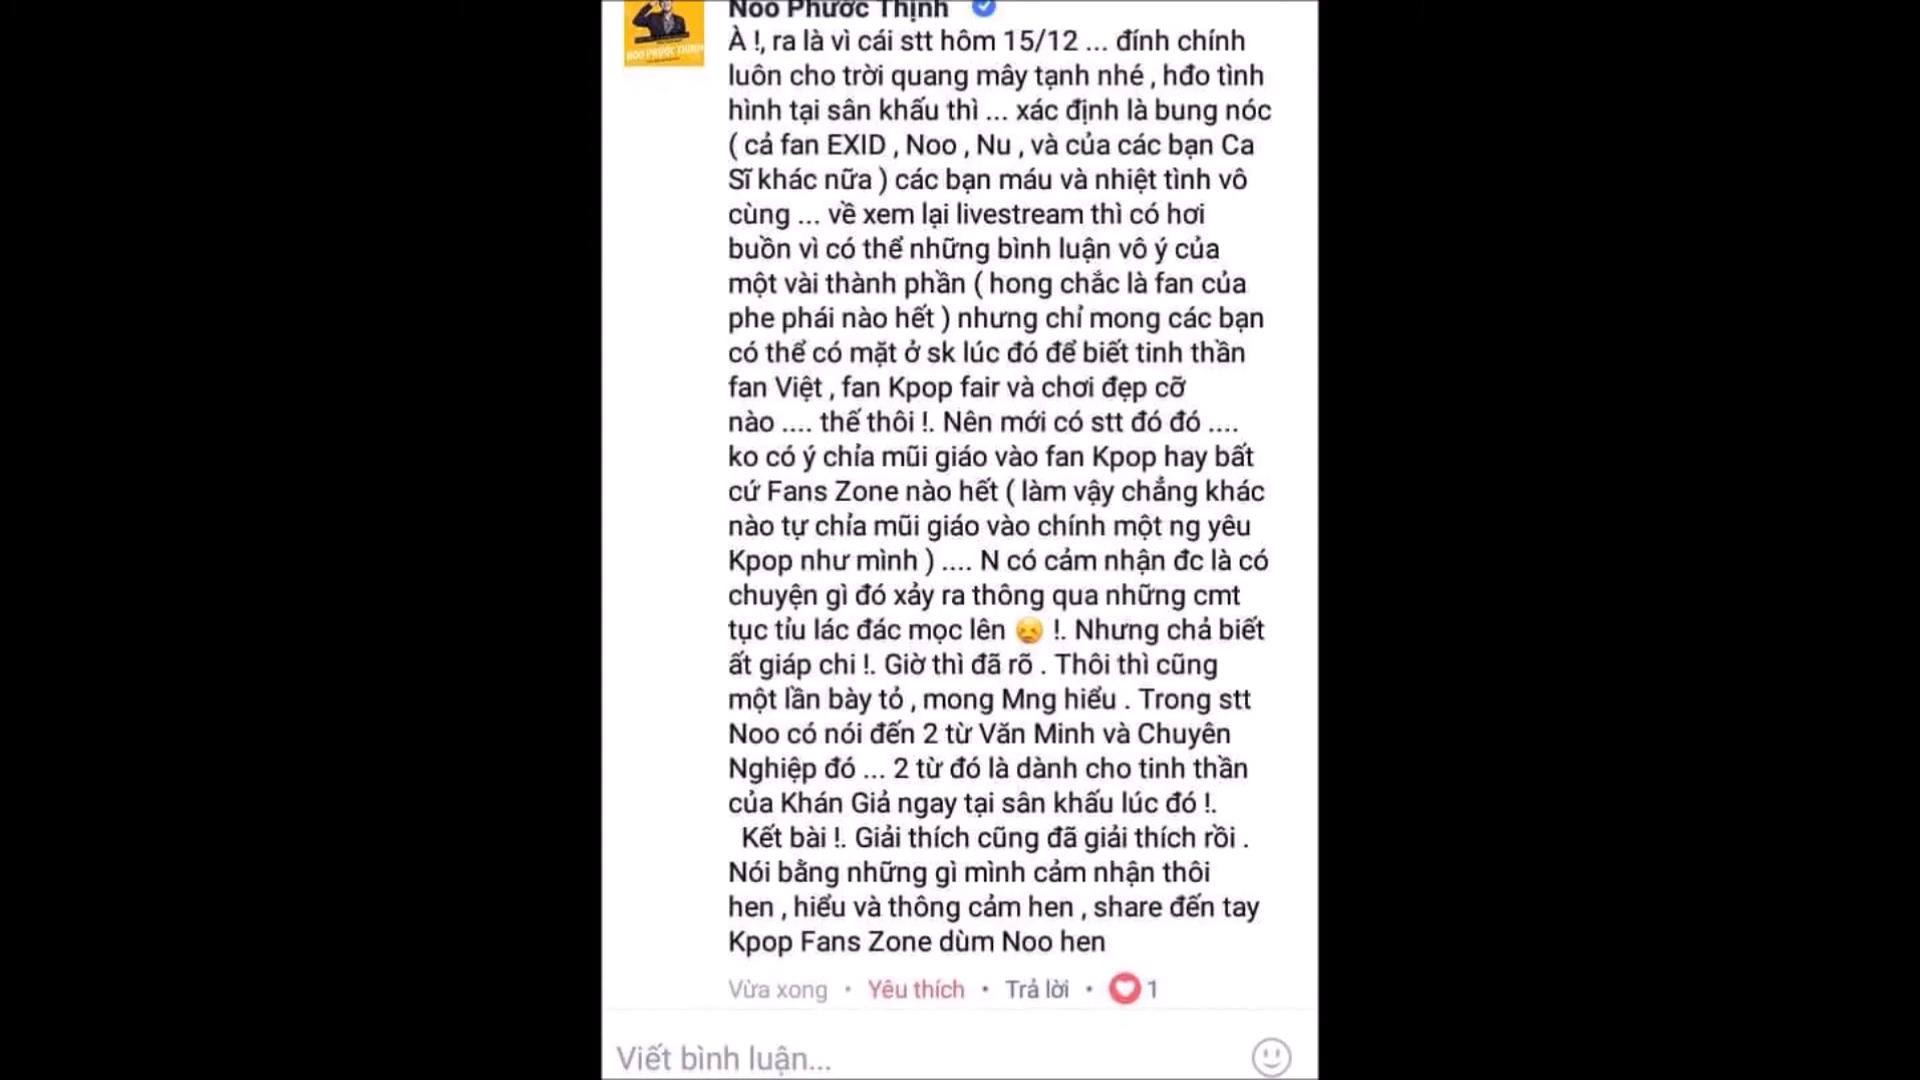 Noo Phước Thịnh
NOO PHƯỚC THỊNH
À !, ra là vì cái stt hôm 15/12 ... đính chính
luôn cho trời quang mây tạnh nhé , hđo tình
hình tại sân khấu thì ... xác định là bung nóc
( cả fan EXID , Noo , Nu , và của các bạn Ca
Sĩ khác nữa ) các bạn máu và nhiệt tình vô
cùng ... về xem lại livestream thì có hơi
buồn vì có thể những bình luận vô ý của
một vài thành phần ( hong chắc là fan của
phe phái nào hết ) nhưng chỉ mong các bạn
có thể có mặt ở sk lúc đó để biết tinh thần
fan Việt , fan Kpop fair và chơi đẹp cỡ
nào .... thế thôi !. Nên mới có stt đó đó ....
ko có ý chỉa mũi giáo vào fan Kpop hay bất
cứ Fans Zone nào hết ( làm vậy chẳng khác
nào tự chỉa mũi giáo vào chính một ng yêu
Kpop như mình ) .... N có cảm nhận đc là có
chuyện gì đó xảy ra thông qua những cmt
tục tỉu lác đác mọc lên 😞 !. Nhưng chả biết
ất giáp chi !. Giờ thì đã rõ . Thôi thì cũng
một lần bày tỏ , mong Mng hiểu . Trong stt
Noo có nói đến 2 từ Văn Minh và Chuyên
Nghiệp đó ... 2 từ đó là dành cho tinh thần
của Khán Giả ngay tại sân khấu lúc đó !.
Kết bài !. Giải thích cũng đã giải thích rồi .
Nói bằng những gì mình cảm nhận thôi
hen , hiểu và thông cảm hen , share đến tay
Kpop Fans Zone dùm Noo hen
Vừa xong • Yêu thích • Trả lời • 1
Viết bình luận...